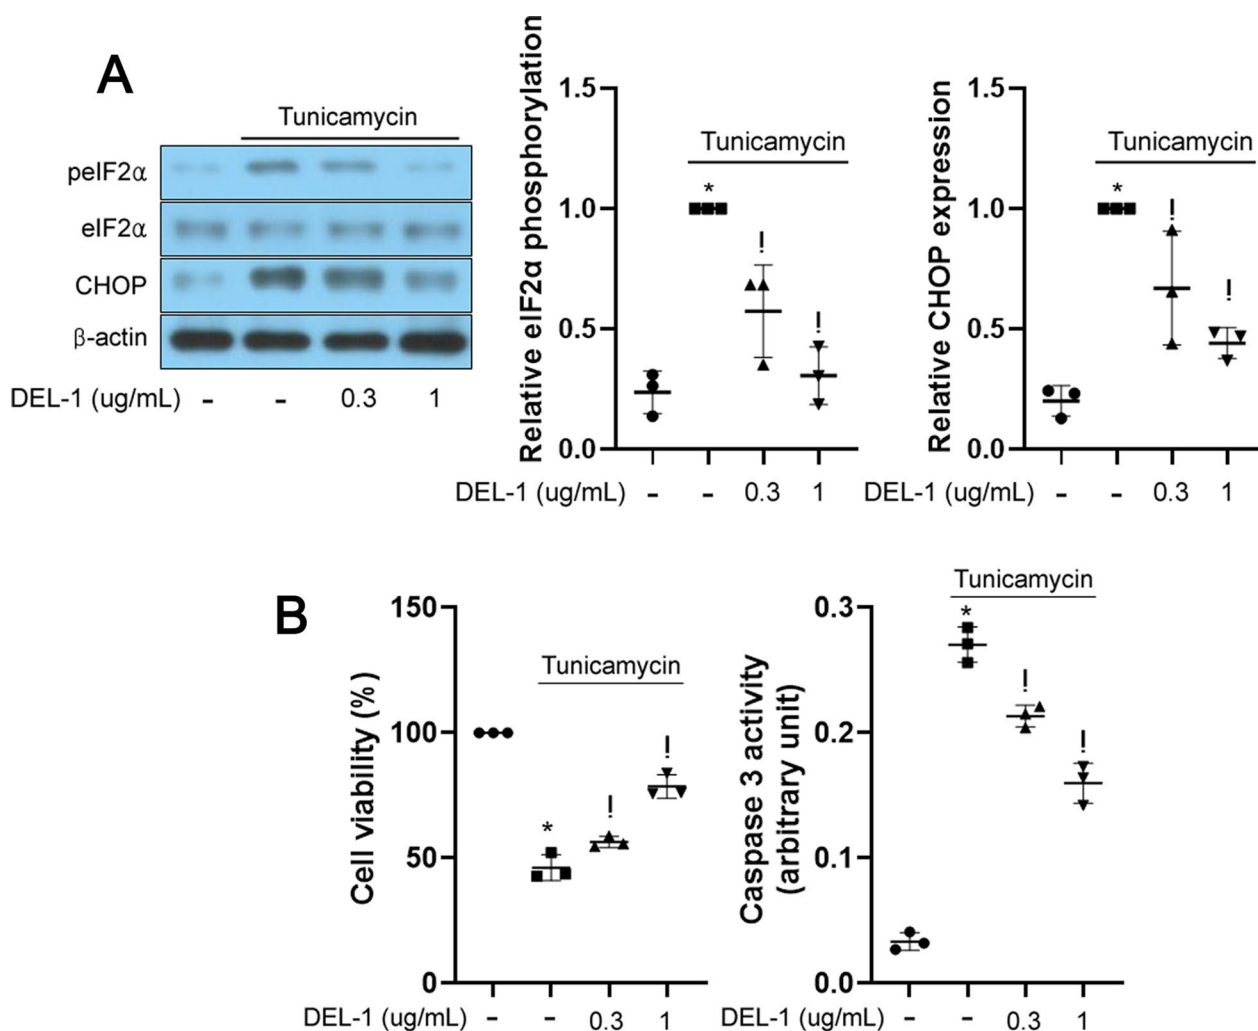 A
Tunicamycin
peIF2α
eIF2α
CHOP
β-actin
DEL-1 (ug/mL) - - 0.3 1
Relative eIF2α phosphorylation
1.5
1.0
0.5
0.0
Tunicamycin
*
!
!
DEL-1 (ug/mL) - - 0.3 1
Relative CHOP expression
1.5
1.0
0.5
0.0
Tunicamycin
*
!
!
DEL-1 (ug/mL) - - 0.3 1
B
Cell viability (%)
150
100
50
0
Tunicamycin
*
!
!
DEL-1 (ug/mL) - - 0.3 1
Caspase 3 activity
(arbitrary unit)
0.3
0.2
0.1
0.0
Tunicamycin
*
!
!
DEL-1 (ug/mL) - - 0.3 1